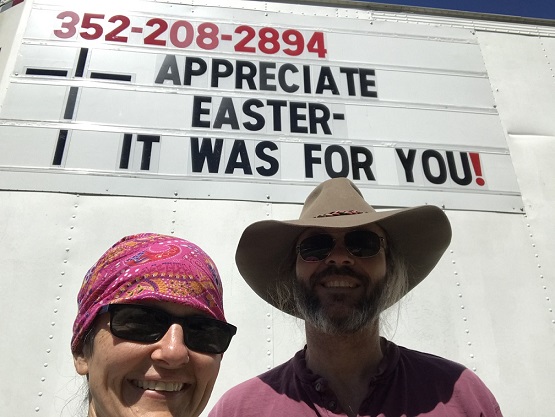 352-208-2894
APPRECIATE
EASTER-
IT WAS FOR YOU!